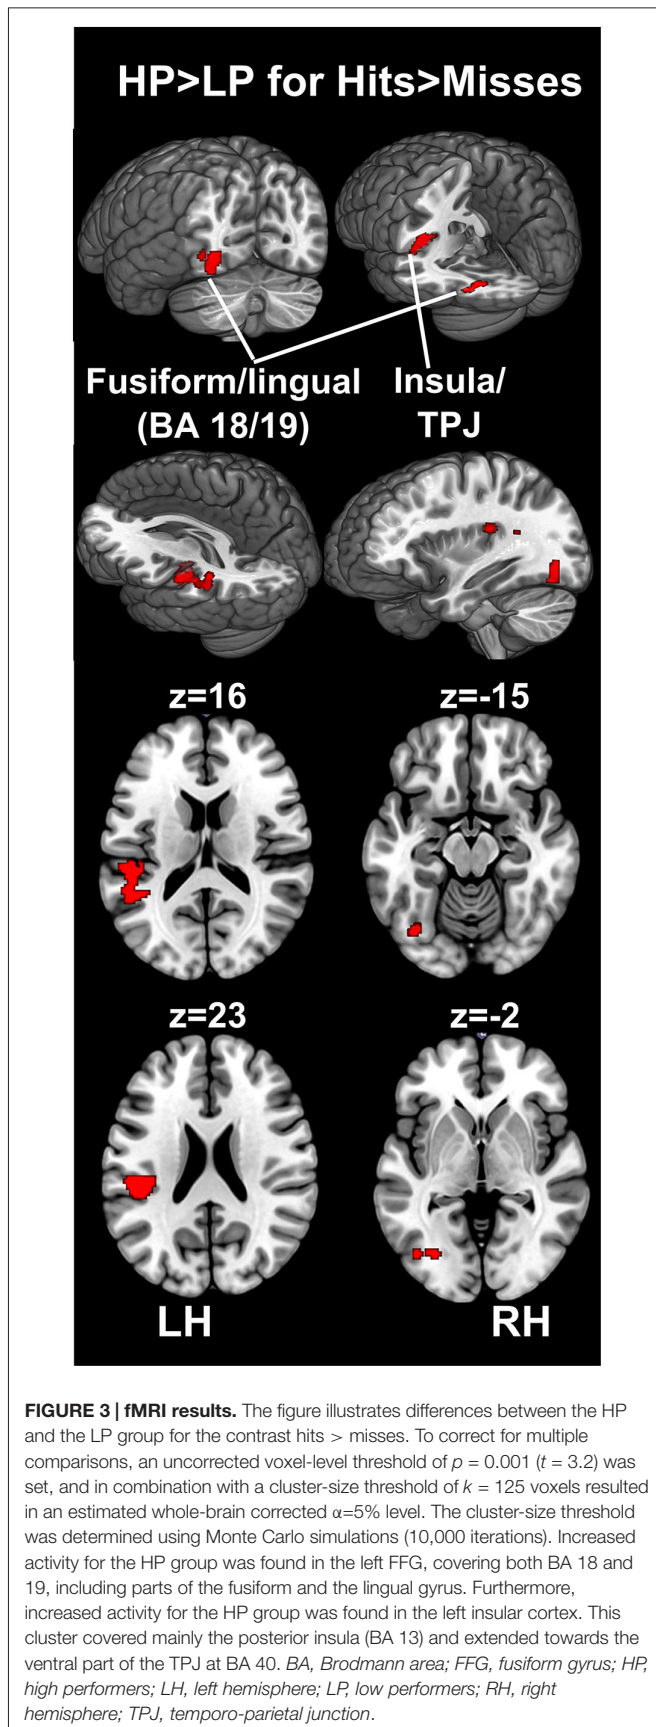 HP>LP for Hits>Misses
Fusiform/lingual
(BA 18/19)
Insula/
TPJ
z=16
z=-15
z=23
z=-2
LH
RH
FIGURE 3 | fMRI results. The figure illustrates differences between the HP
and the LP group for the contrast hits > misses. To correct for multiple
comparisons, an uncorrected voxel-level threshold of p = 0.001 (t = 3.2) was
set, and in combination with a cluster-size threshold of k = 125 voxels resulted
in an estimated whole-brain corrected α=5% level. The cluster-size threshold
was determined using Monte Carlo simulations (10,000 iterations). Increased
activity for the HP group was found in the left FFG, covering both BA 18 and
19, including parts of the fusiform and the lingual gyrus. Furthermore,
increased activity for the HP group was found in the left insular cortex. This
cluster covered mainly the posterior insula (BA 13) and extended towards the
ventral part of the TPJ at BA 40. BA, Brodmann area; FFG, fusiform gyrus; HP,
high performers; LH, left hemisphere; LP, low performers; RH, right
hemisphere; TPJ, temporo-parietal junction.